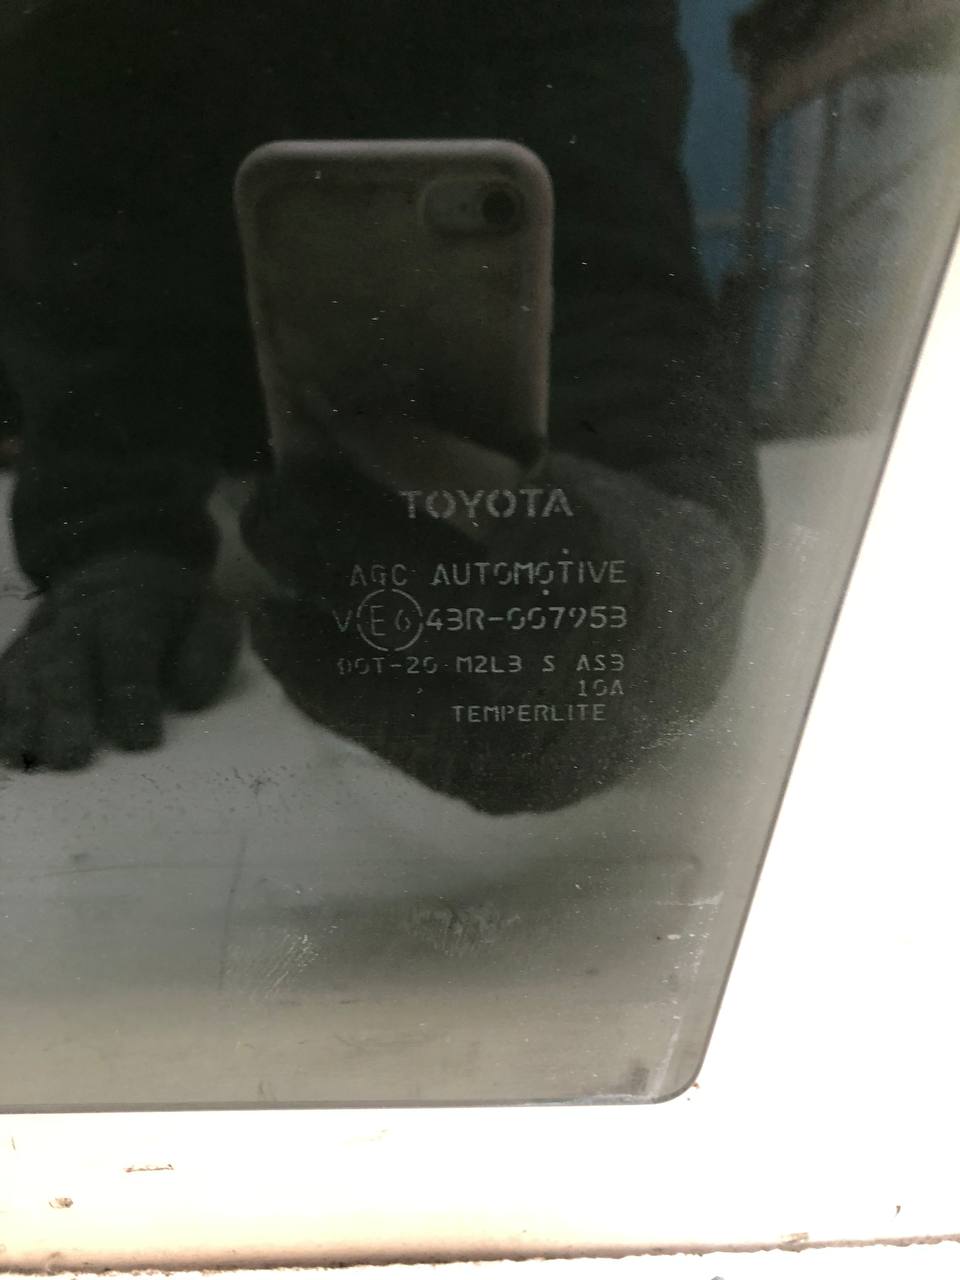 TOYOTA
AGC AUTOMOTIVE
V E6 43R-007953
DOT-20 M2L3 S AS3
10A
TEMPERLITE